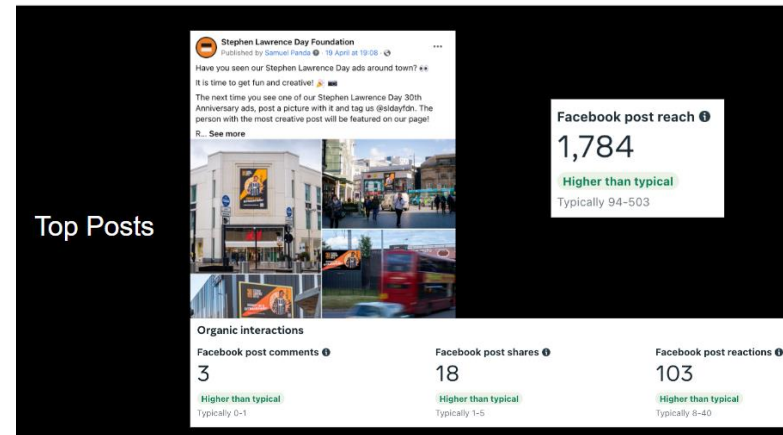 Top Posts
Stephen Lawrence Day Foundation
Published by Samuel Panda · 19 April at 19:08 ·
Have you seen our Stephen Lawrence Day ads around town? 👀
It is time to get fun and creative! 🎉 📷
The next time you see one of our Stephen Lawrence Day 30th
Anniversary ads, post a picture with it and tag us @sldayfdn. The
person with the most creative post will be featured on our page!
R... See more
H&M
Facebook post reach
1,784
Higher than typical
Typically 94-503
Organic interactions
Facebook post comments
3
Higher than typical
Typically 0-1
Facebook post shares
18
Higher than typical
Typically 1-5
Facebook post reactions
103
Higher than typical
Typically 8-40